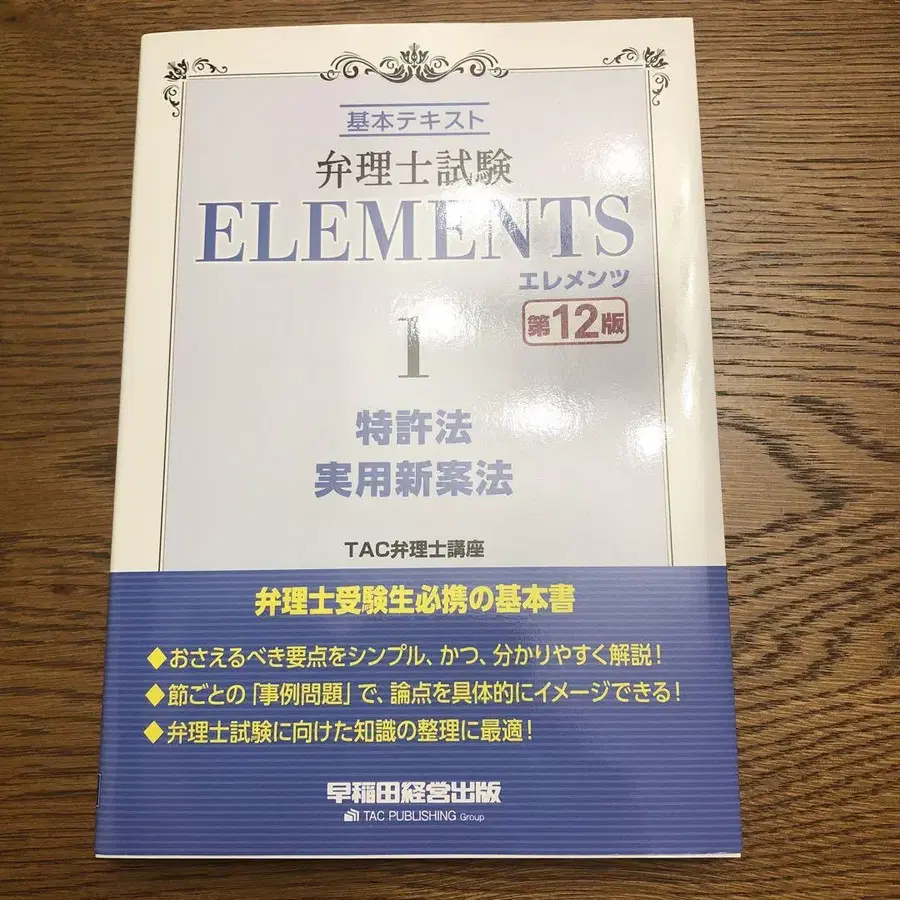 基本テキスト
弁理士試験
ELEMENTS
エレメンツ
第12版
1
特許法
実用新案法
TAC弁理士講座
弁理士受験生必携の基本書
◆おさえるべき要点をシンプル、かつ、分かりやすく解説!
◆節ごとの「事例問題」で、論点を具体的にイメージできる!
◆弁理士試験に向けた知識の整理に最適!
早稲田経営出版
TAC PUBLISHING Group